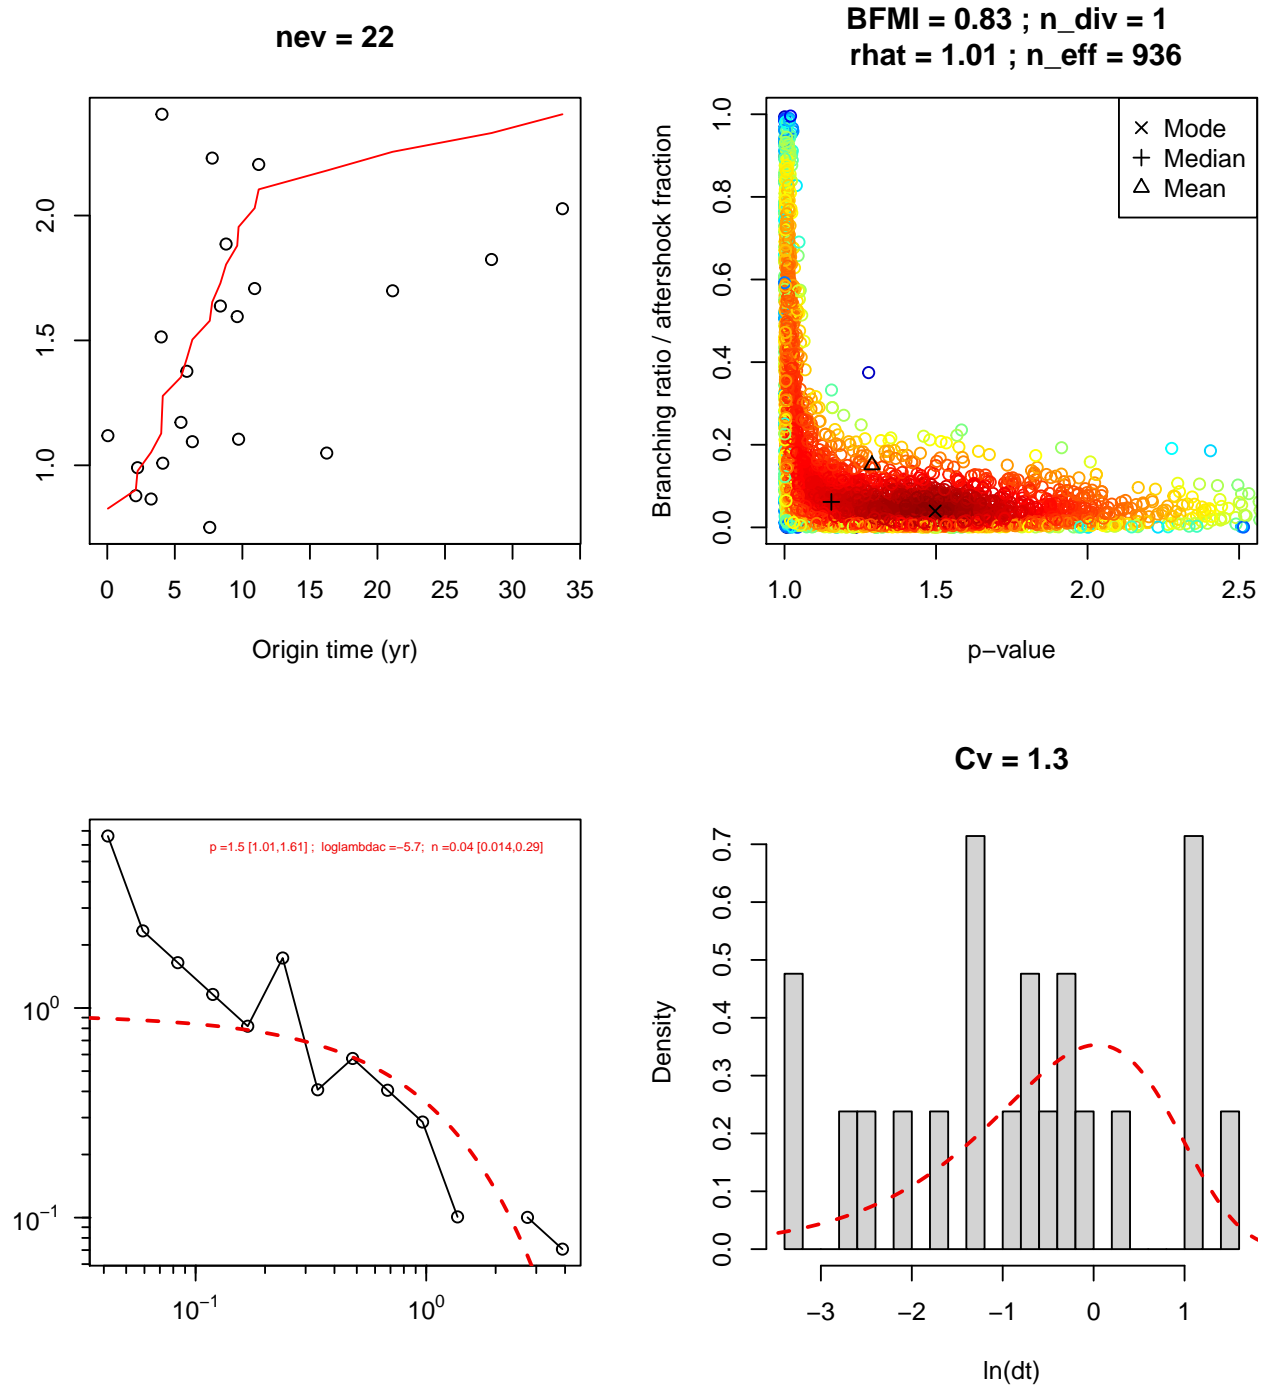 nev = 22
1.0
1.5
2.0
0
5
10
15
20
25
30
35
Origin time (yr)
BFMI = 0.83 ; n_div = 1
rhat = 1.01 ; n_eff = 936
Branching ratio / aftershock fraction
0.0
0.2
0.4
0.6
0.8
1.0
Mode
Median
Mean
1.0
1.5
2.0
2.5
p−value
p =1.5 [1.01,1.61] ; loglambdac =−5.7; n =0.04 [0.014,0.29]
10⁰
10⁻¹
10⁻¹
10⁰
Cv = 1.3
Density
0.0
0.1
0.2
0.3
0.4
0.5
0.6
0.7
−3
−2
−1
0
1
ln(dt)